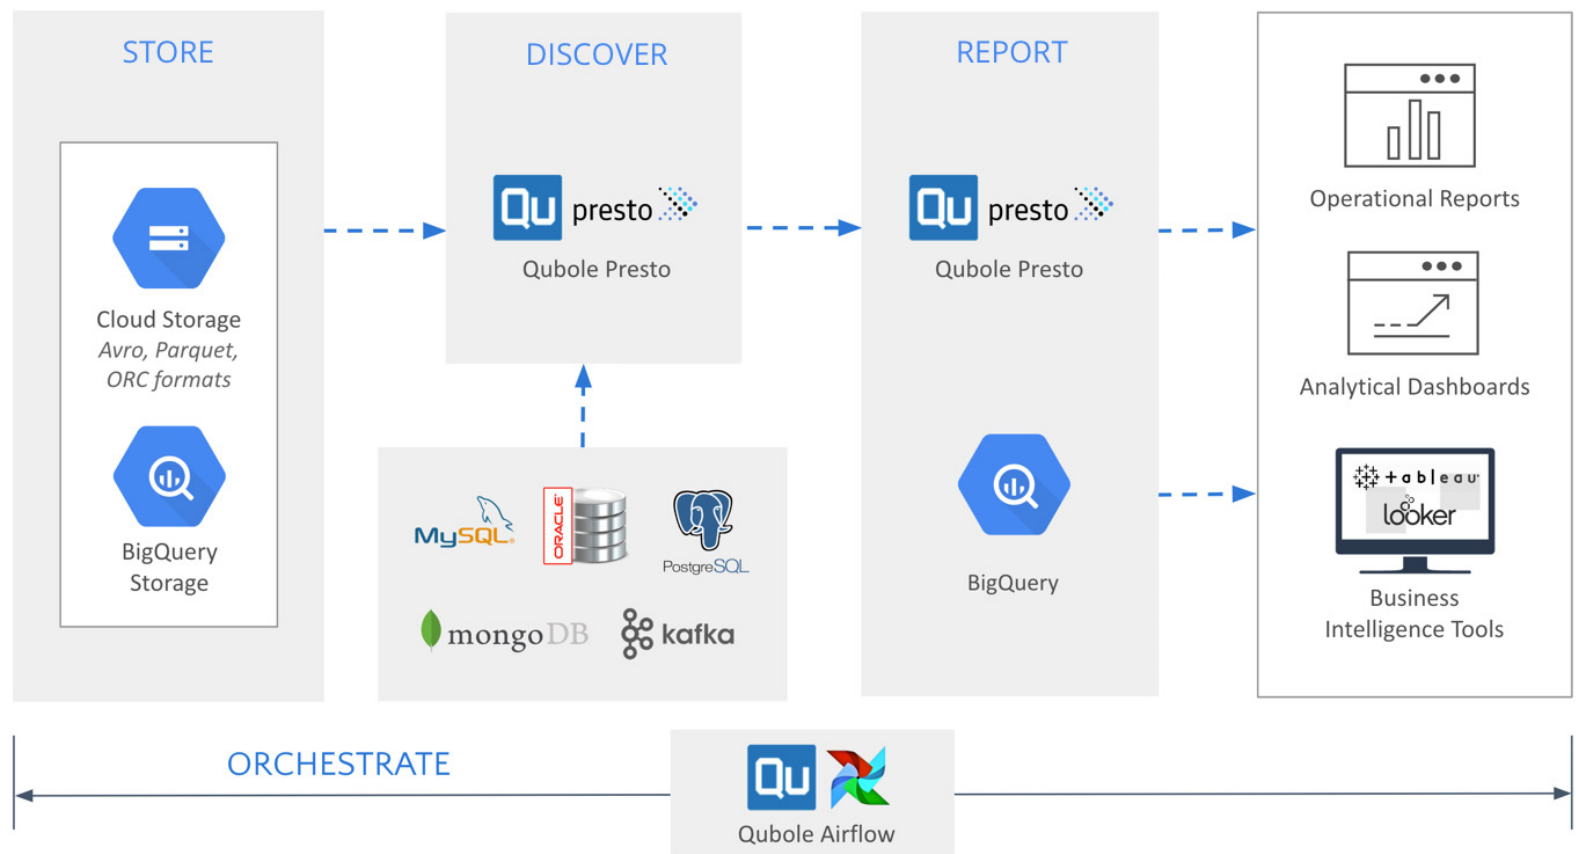 STORE
Cloud Storage
Avro, Parquet,
ORC formats
BigQuery
Storage
DISCOVER
Qu presto
Qubole Presto
MySQL
ORACLE
PostgreSQL
mongoDB
kafka
REPORT
Qu presto
Qubole Presto
BigQuery
Operational Reports
Analytical Dashboards
tableau
looker
Business
Intelligence Tools
ORCHESTRATE
Qu
Qubole Airflow